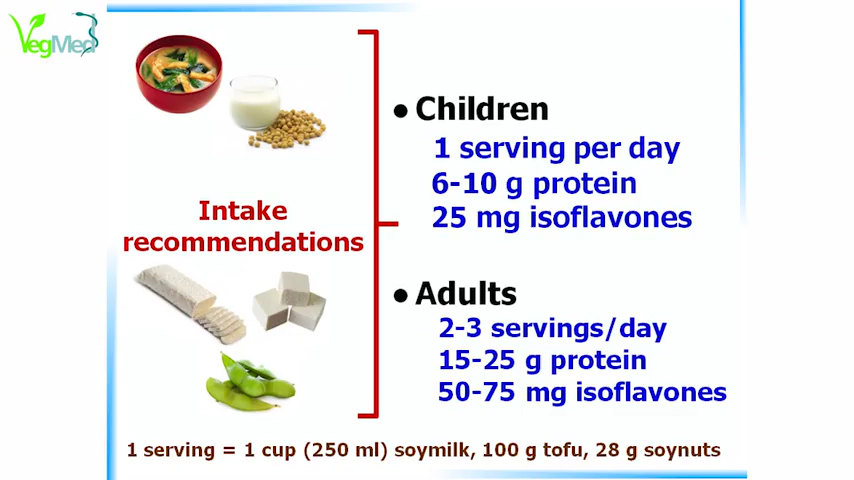 VegMed
Intake
recommendations
● Children
1 serving per day
6-10 g protein
25 mg isoflavones
● Adults
2-3 servings/day
15-25 g protein
50-75 mg isoflavones
1 serving = 1 cup (250 ml) soymilk, 100 g tofu, 28 g soynuts